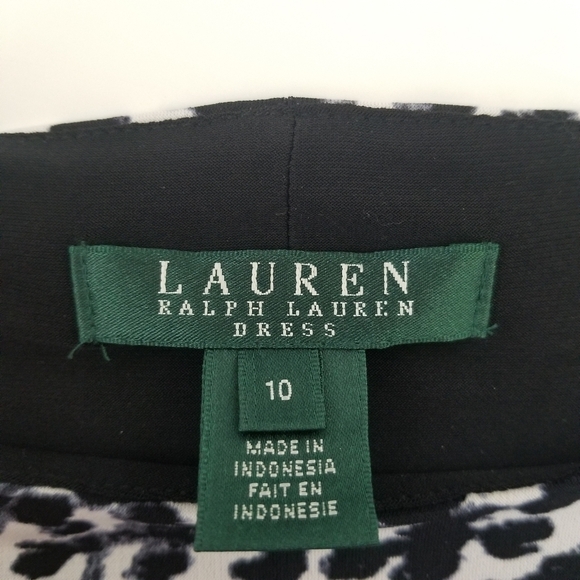 LAUREN
RALPH LAUREN
DRESS
10
MADE IN
INDONESIA
FAIT EN
INDONESIE